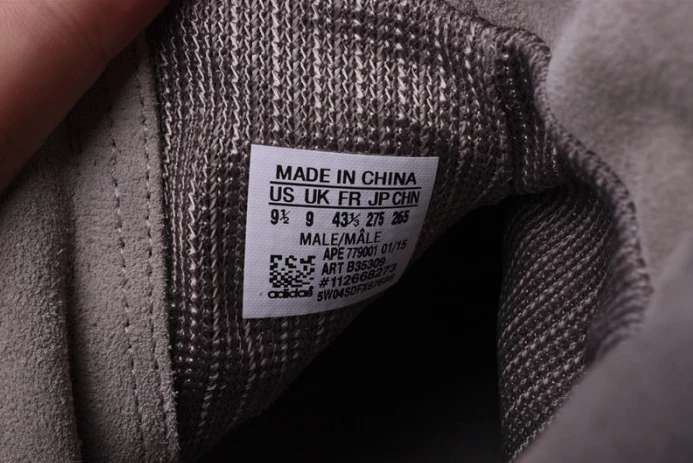 MADE IN CHINA
US UK FR JP CHN
9½ 9 43⅓ 275 265
MALE/MÂLE
APE 779001 01/15
ART B35309
#112668273
adidas